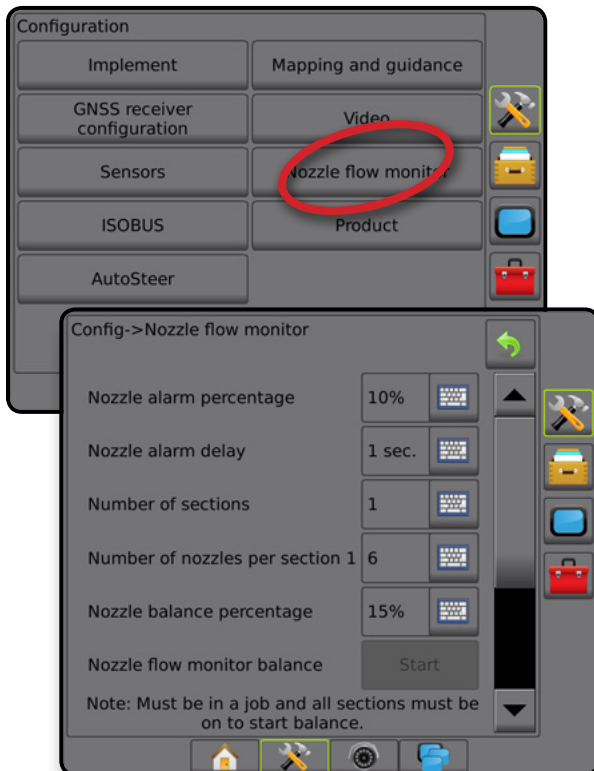 Configuration
Implement
Mapping and guidance
GNSS receiver
configuration
Video
Sensors
Nozzle flow monitor
ISOBUS
Product
AutoSteer
Config->Nozzle flow monitor
Nozzle alarm percentage
10%
Nozzle alarm delay
1 sec.
Number of sections
1
Number of nozzles per section 1
6
Nozzle balance percentage
15%
Nozzle flow monitor balance
Start
Note: Must be in a job and all sections must be
on to start balance.